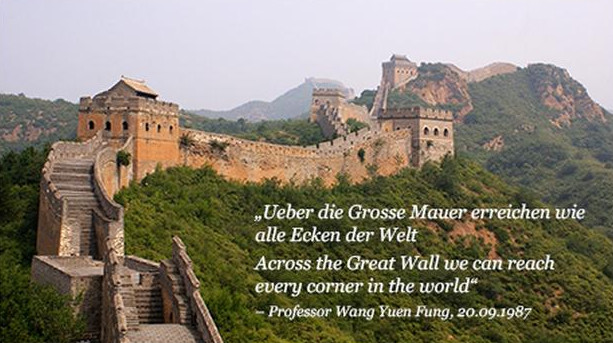 „Ueber die Grosse Mauer erreichen wie
alle Ecken der Welt
Across the Great Wall we can reach
every corner in the world“
– Professor Wang Yuen Fung, 20.09.1987